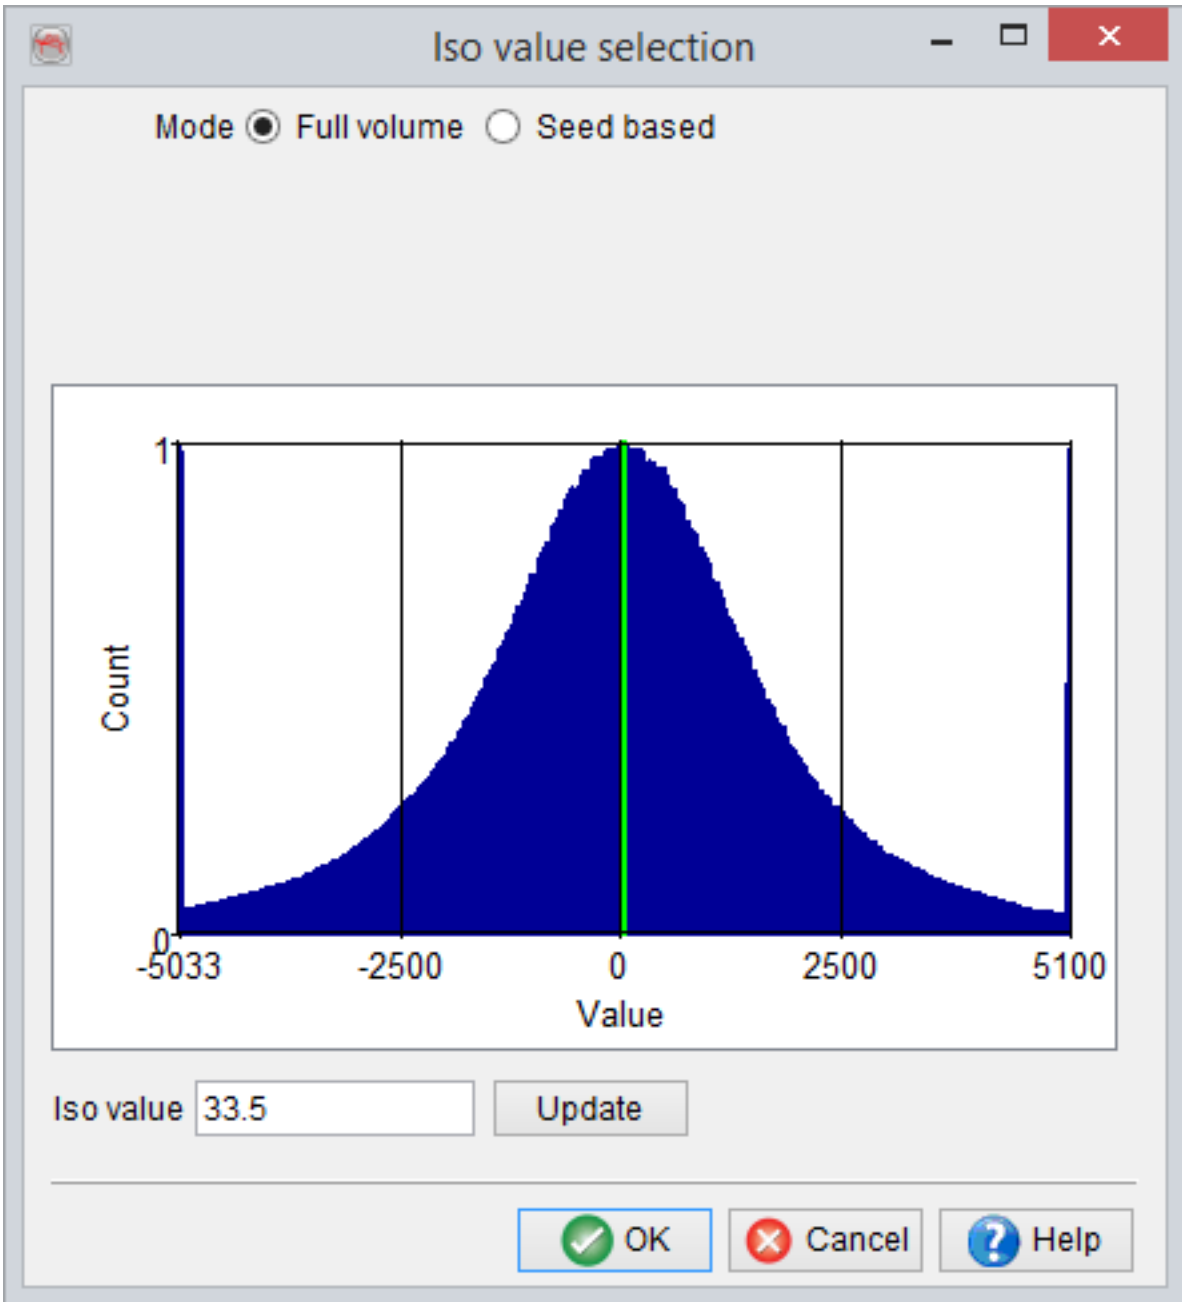 Iso value selection
Mode Full volume Seed based
1
Count
0
-5033 -2500 0 2500 5100
Value
Iso value 33.5 Update
OK Cancel Help